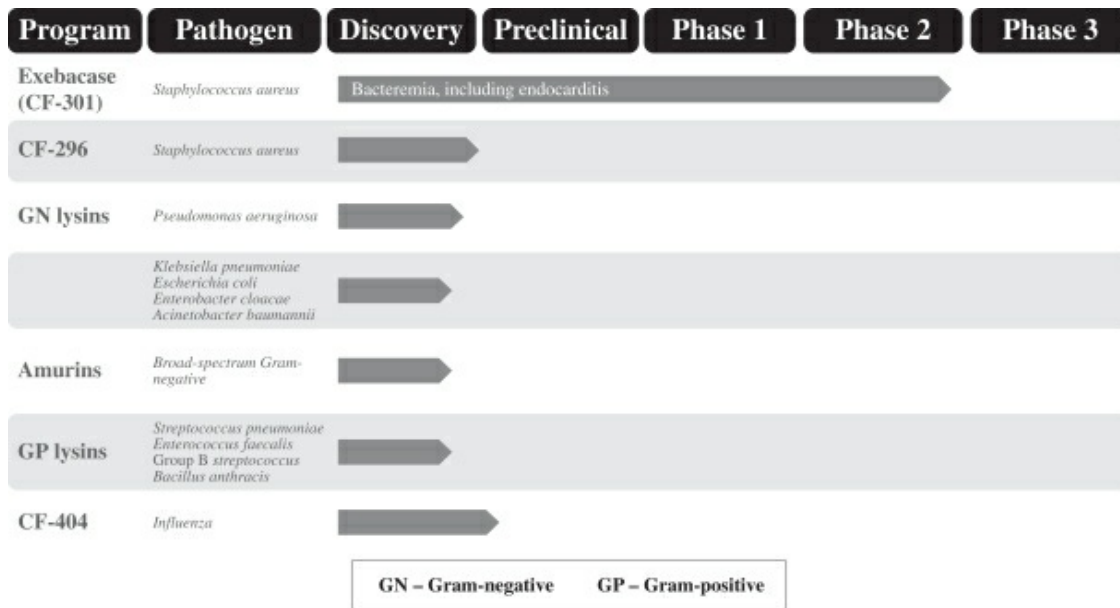 Program Pathogen Discovery Preclinical Phase 1 Phase 2 Phase 3
Exebacase
(CF-301)
Staphylococcus aureus
Bacteremia, including endocarditis
CF-296
Staphylococcus aureus
GN lysins
Pseudomonas aeruginosa
Klebsiella pneumoniae
Escherichia coli
Enterobacter cloacae
Acinetobacter baumannii
Amurins
Broad-spectrum Gram-
negative
GP lysins
Streptococcus pneumoniae
Enterococcus faecalis
Group B streptococcus
Bacillus anthracis
CF-404
Influenza
GN – Gram-negative GP – Gram-positive